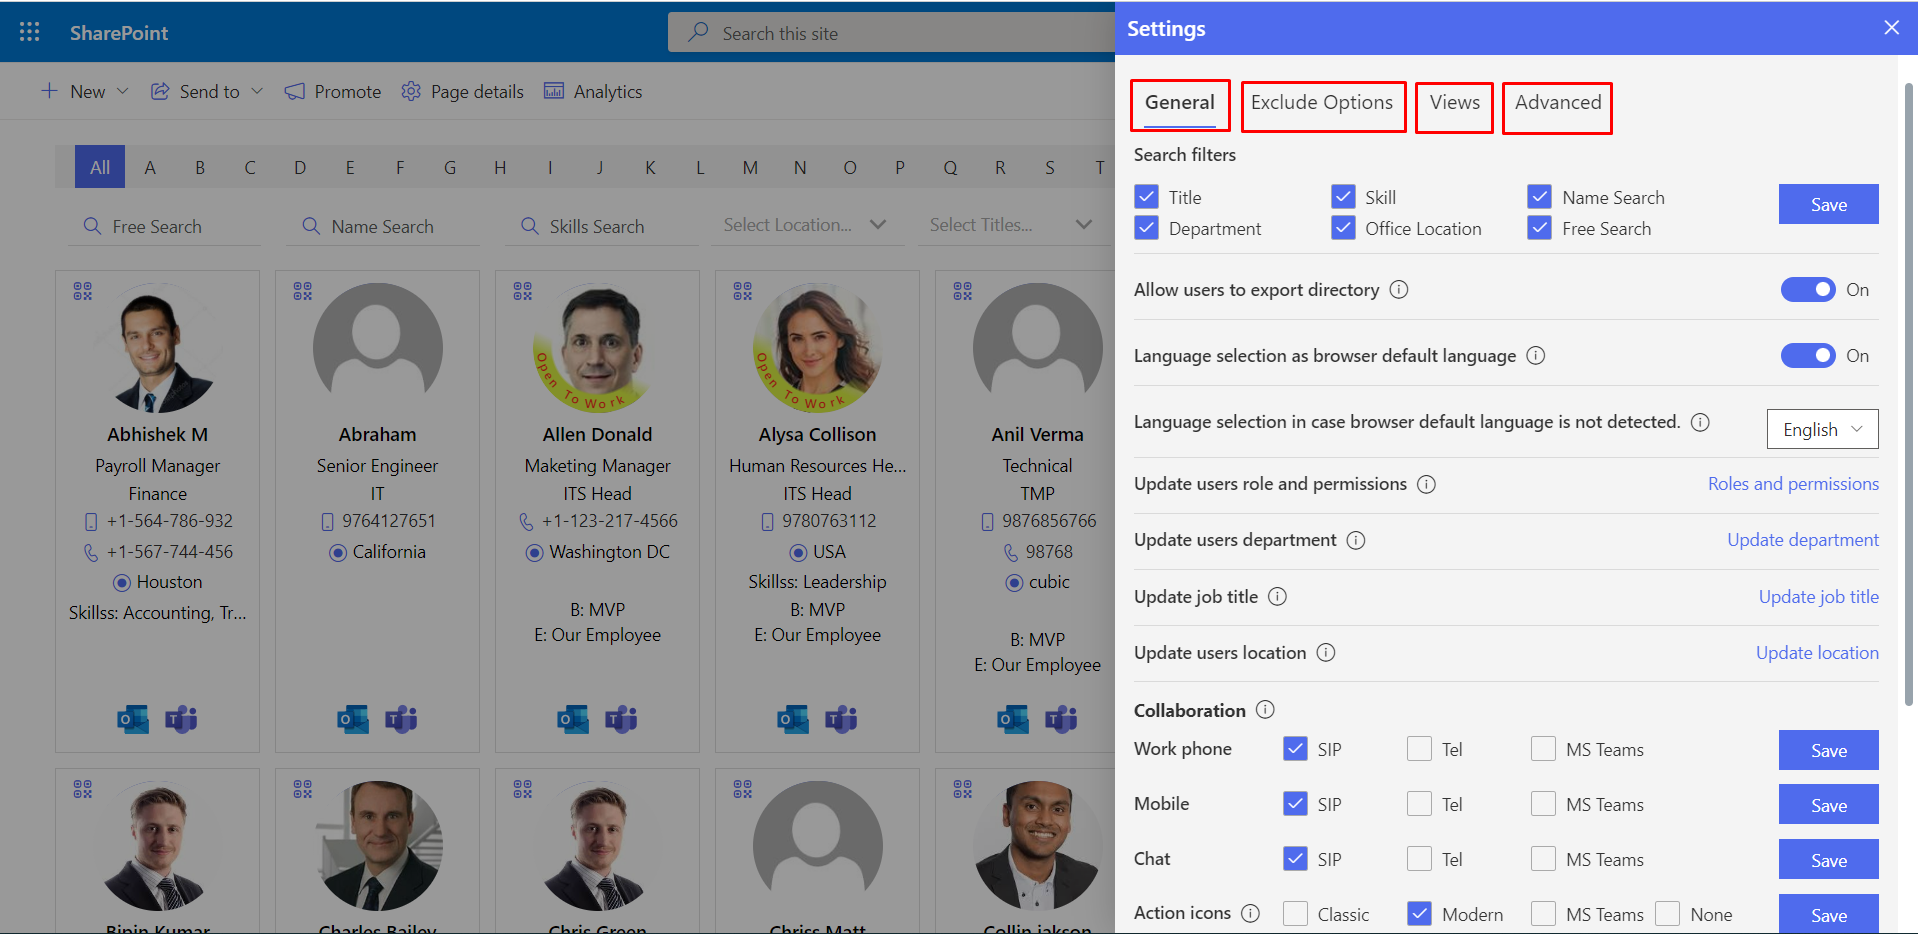 SharePoint
Search this site
New Send to Promote Page details Analytics
All A B C D E F G H I J K L M N O P Q R S T
Free Search Name Search Skills Search Select Location... Select Titles...
Abhishek M
Payroll Manager
Finance
+1-564-786-932
+1-567-744-456
Houston
Skillss: Accounting, Tr...
Abraham
Senior Engineer
IT
9764127651
California
Open To Work
Allen Donald
Maketing Manager
ITS Head
+1-123-217-4566
Washington DC
B: MVP
E: Our Employee
Open To Work
Alysa Collison
Human Resources He...
ITS Head
9780763112
USA
Skillss: Leadership
B: MVP
E: Our Employee
Anil Verma
Technical
TMP
9876856766
98768
cubic
B: MVP
E: Our Employee
Bipin Kumar
Charles Bailey
Chris Green
Chriss Matt
Collin jakson
Settings
General Exclude Options Views Advanced
Search filters
Title Skill Name Search
Save
Department Office Location Free Search
Allow users to export directory On
Language selection as browser default language On
Language selection in case browser default language is not detected. English
Update users role and permissions Roles and permissions
Update users department Update department
Update job title Update job title
Update users location Update location
Collaboration
Work phone SIP Tel MS Teams Save
Mobile SIP Tel MS Teams Save
Chat SIP Tel MS Teams Save
Action icons Classic Modern MS Teams None Save